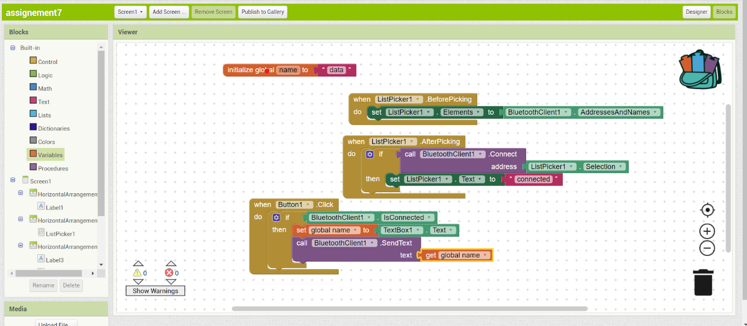 assignement7
Screen1
Add Screen ...
Remove Screen
Publish to Gallery
Designer
Blocks
Blocks
Viewer
Built-in
Control
Logic
Math
Text
Lists
Dictionaries
Colors
Variables
Procedures
Screen1
HorizontalArrangemen
Label1
HorizontalArrangemen
ListPicker1
HorizontalArrangemen
Label3
Rename
Delete
Media
Upload File ...
initialize global name to " data "
when ListPicker1 .BeforePicking
do set ListPicker1 . Elements to BluetoothClient1 . AddressesAndNames
when ListPicker1 .AfterPicking
do if call BluetoothClient1 .Connect
address ListPicker1 . Selection
then set ListPicker1 . Text to " connected "
when Button1 .Click
do if BluetoothClient1 . IsConnected
then set global name to TextBox1 . Text
call BluetoothClient1 .SendText
text get global name
0 0
Show Warnings